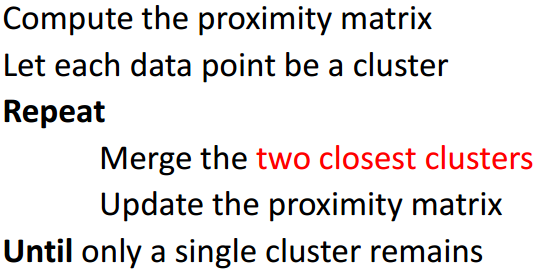 Compute the proximity matrix
Let each data point be a cluster
Repeat
Merge the two closest clusters
Update the proximity matrix
Until only a single cluster remains